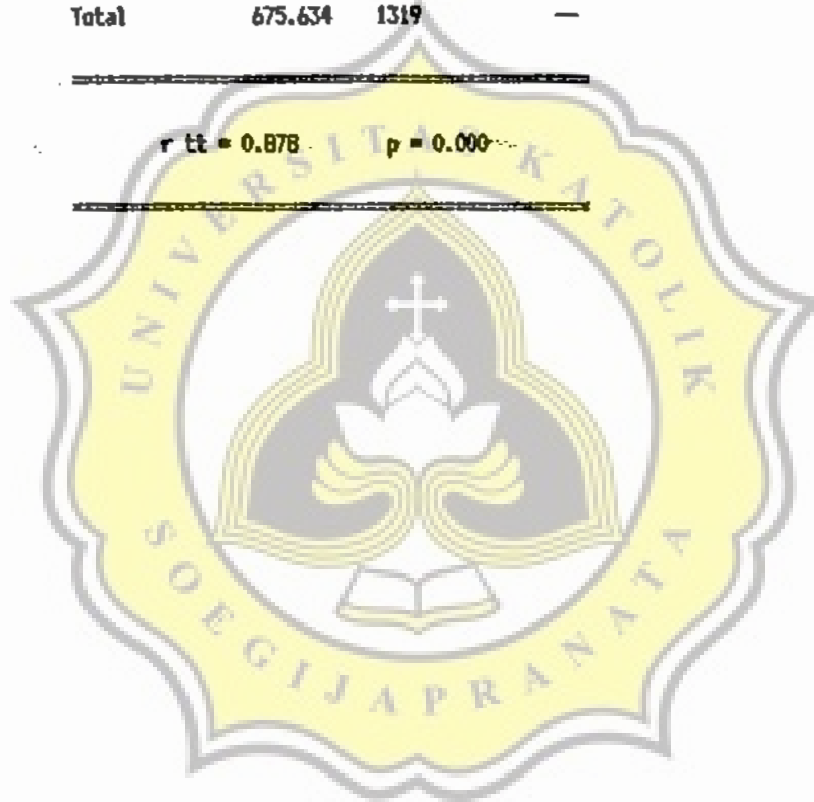 Total 675.634 1319 —
r tt = 0.878 p = 0.000
UNIVERSITAS KATOLIK
SOEGIJAPRANATA